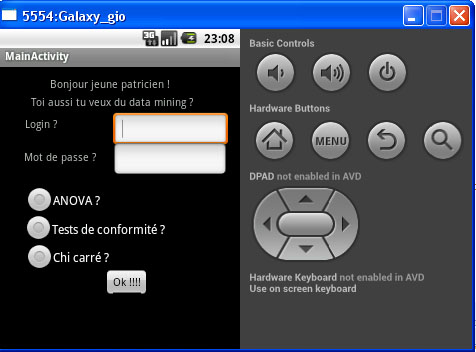 5554:Galaxy_gio
3G 23:08
MainActivity
Bonjour jeune patricien !
Toi aussi tu veux du data mining ?
Login ?
Mot de passe ?
ANOVA ?
Tests de conformité ?
Chi carré ?
Ok !!!!
Basic Controls
Hardware Buttons
MENU
DPAD not enabled in AVD
Hardware Keyboard not enabled in AVD
Use on screen keyboard